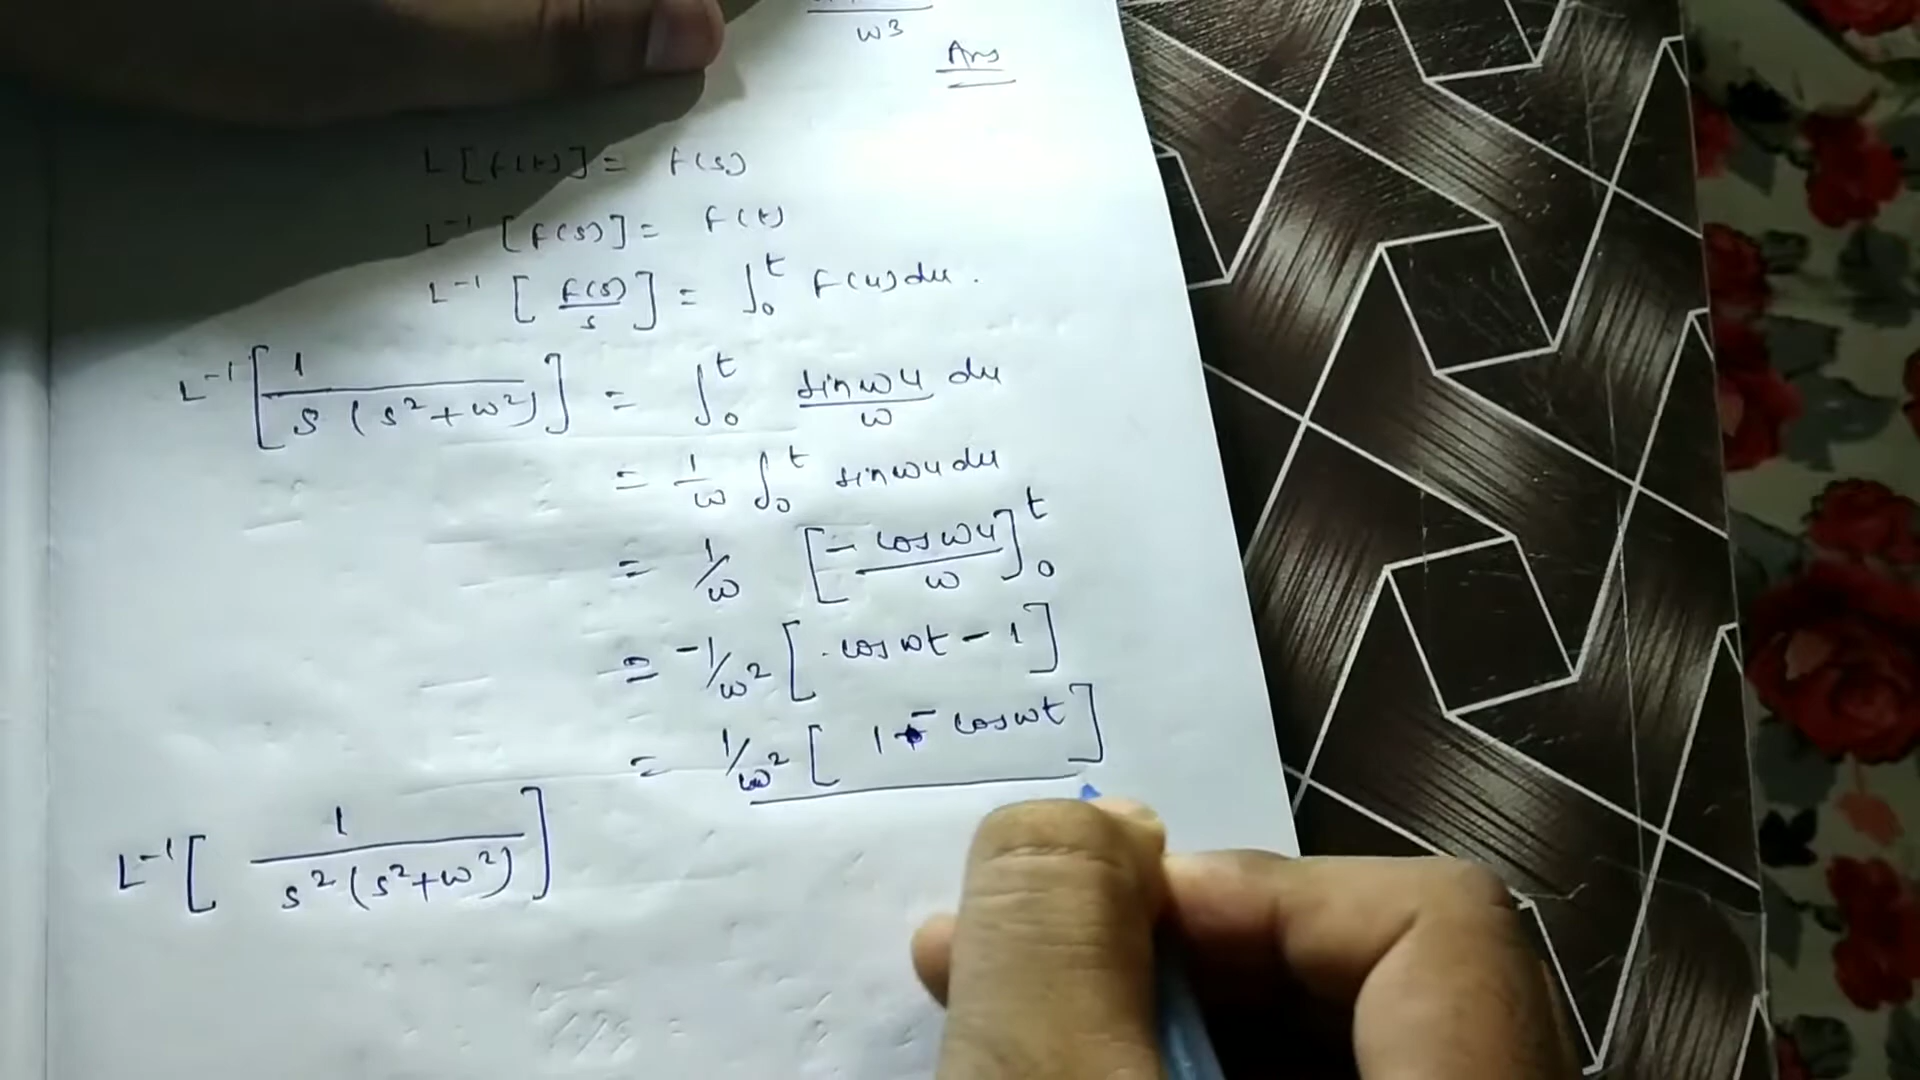 w3
Ans
L [f(t)] = f(s)
L⁻¹ [f(s)] = f(t)
L⁻¹ [f(s)/s] = ∫₀ᵗ f(u)du.
L⁻¹ [1/s(s²+ω²)] = ∫₀ᵗ sinωu/ω du
= 1/ω ∫₀ᵗ sinωu du
= 1/ω [-cosωu/ω]₀ᵗ
= -1/ω² [cosωt - 1]
= 1/ω² [1 - cosωt]
L⁻¹ [1/s²(s²+ω²)]